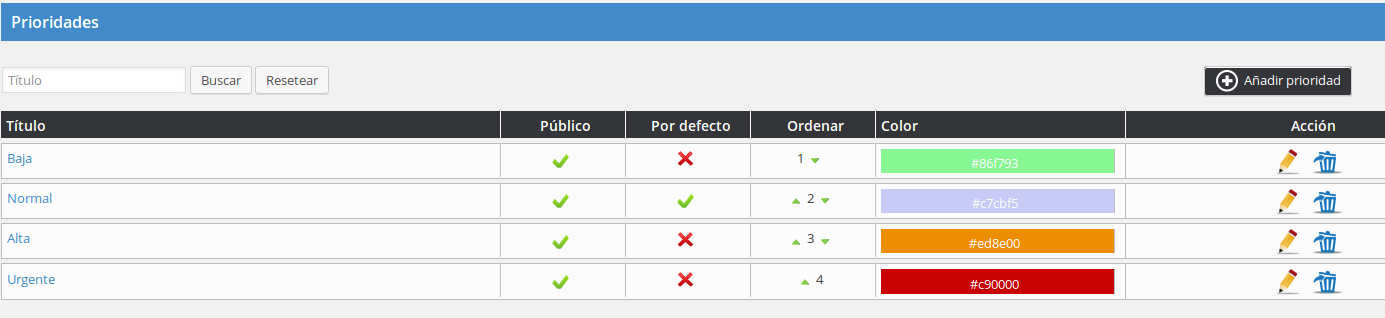 Prioridades
Título Buscar Resetear Añadir prioridad
Título Público Por defecto Ordenar Color Acción
Baja 1 #86f793
Normal 2 #c7cbf5
Alta 3 #ed8e00
Urgente 4 #c90000